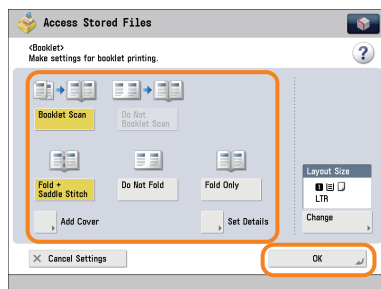 Access Stored Files
<Booklet>
Make settings for booklet printing.
?
Booklet Scan
Do Not
Booklet Scan
Fold +
Saddle Stitch
Do Not Fold
Fold Only
Add Cover
Set Details
Layout Size
1
LTR
Change
Cancel Settings
OK